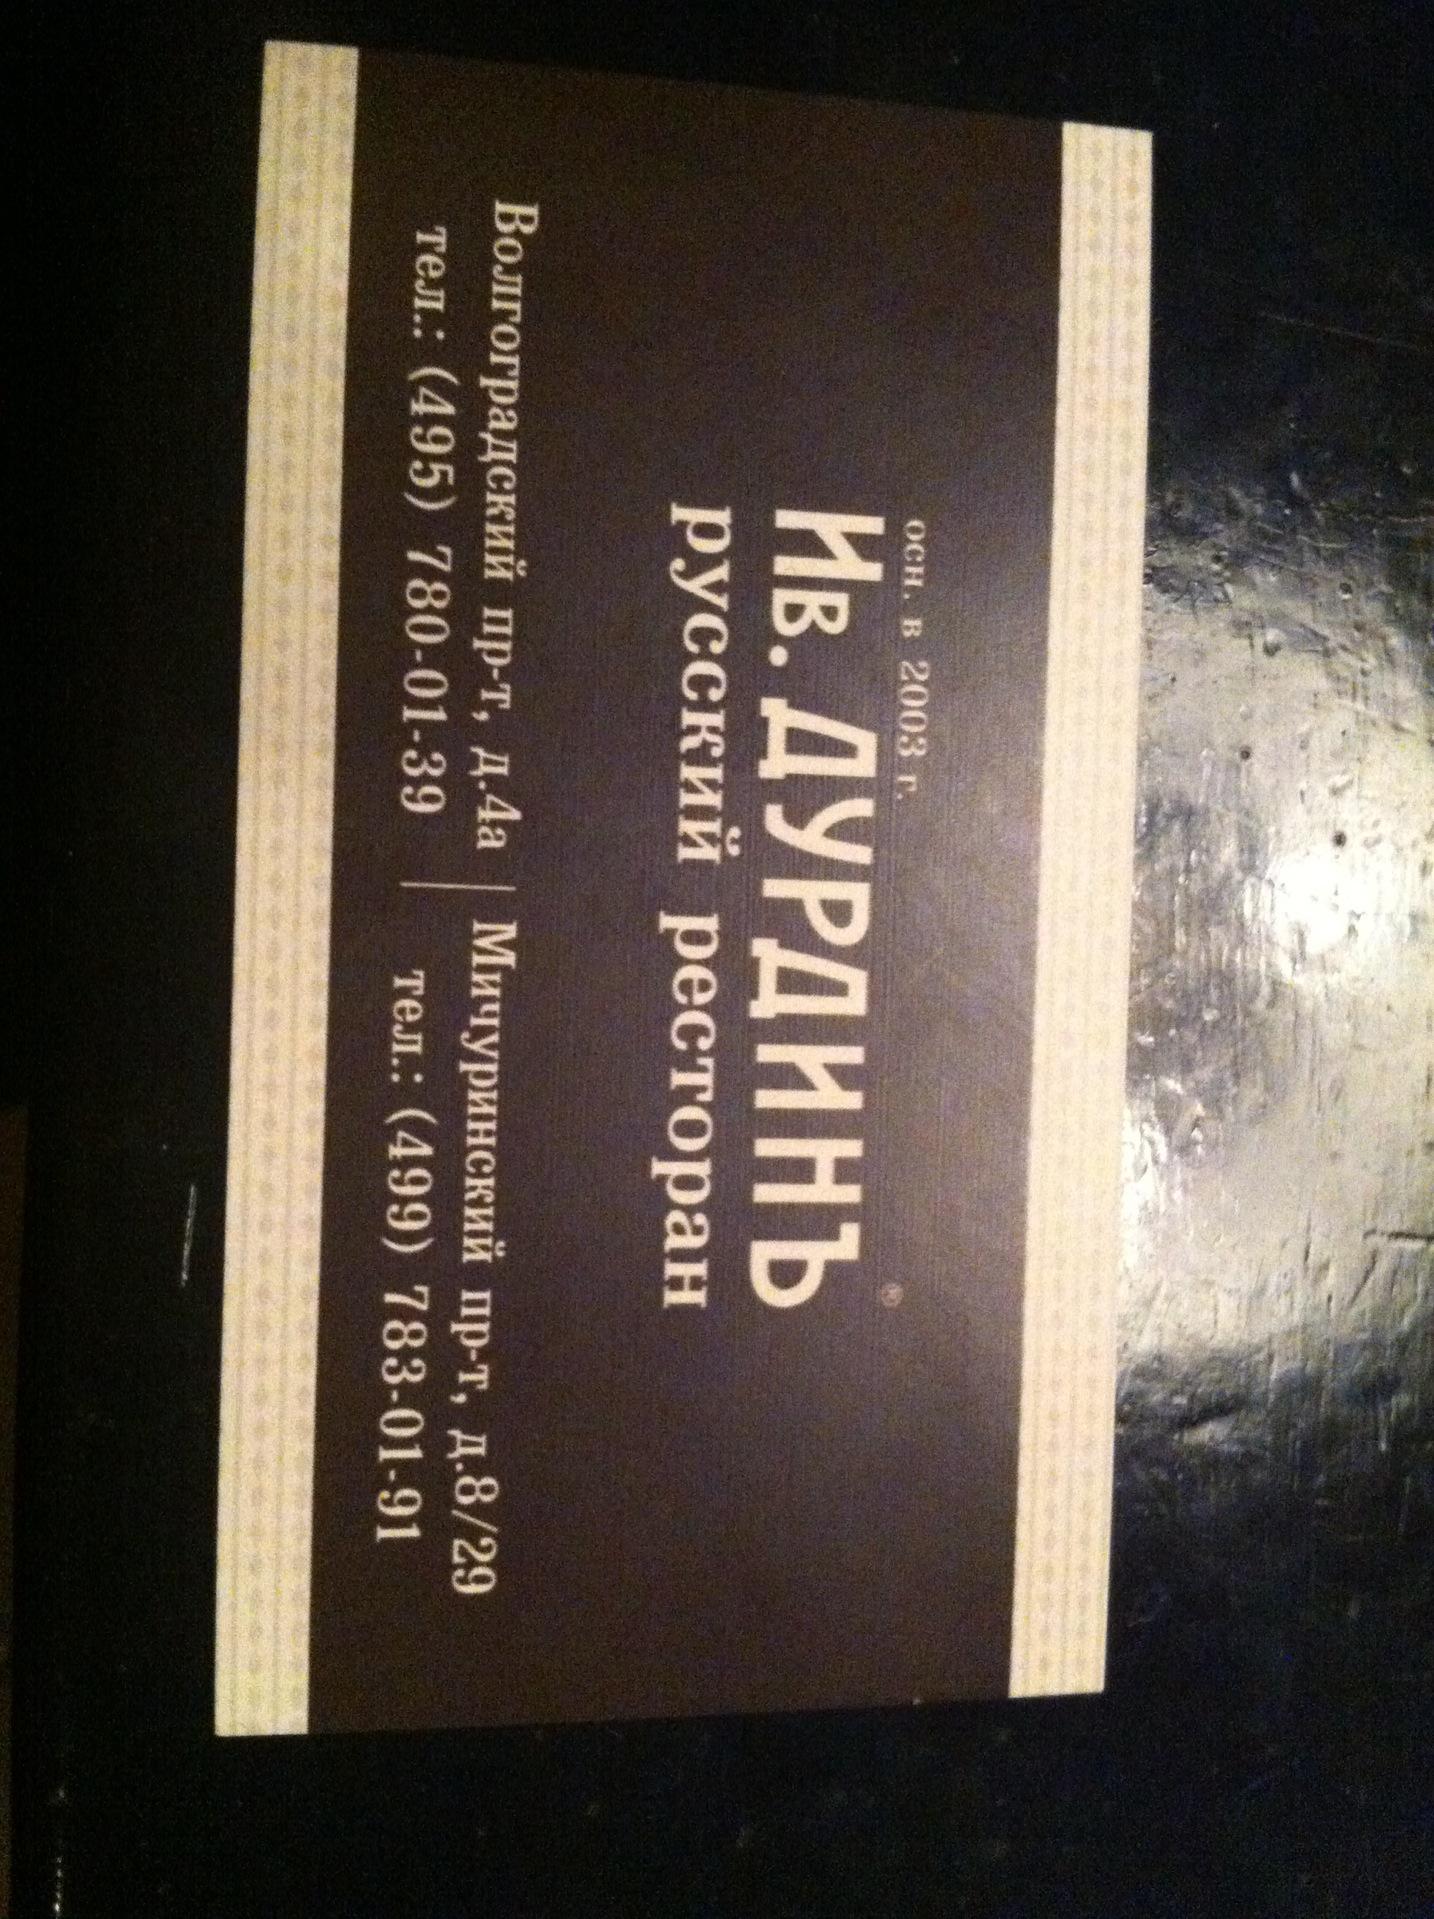 осн. в 2003 г.
Ив. ДУРДИНЪ ®
русский ресторан
Волгоградский пр-т, д.4а | Мичуринский пр-т, д.8/29
тел.: (495) 780-01-39 | тел.: (499) 783-01-91